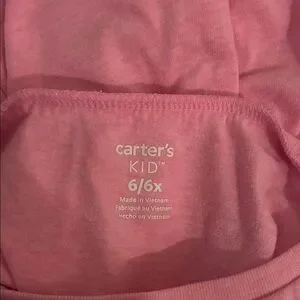 carter's
KID™
6/6x
Made in Vietnam
Fabriqué au Vietnam
Hecho en Vietnam